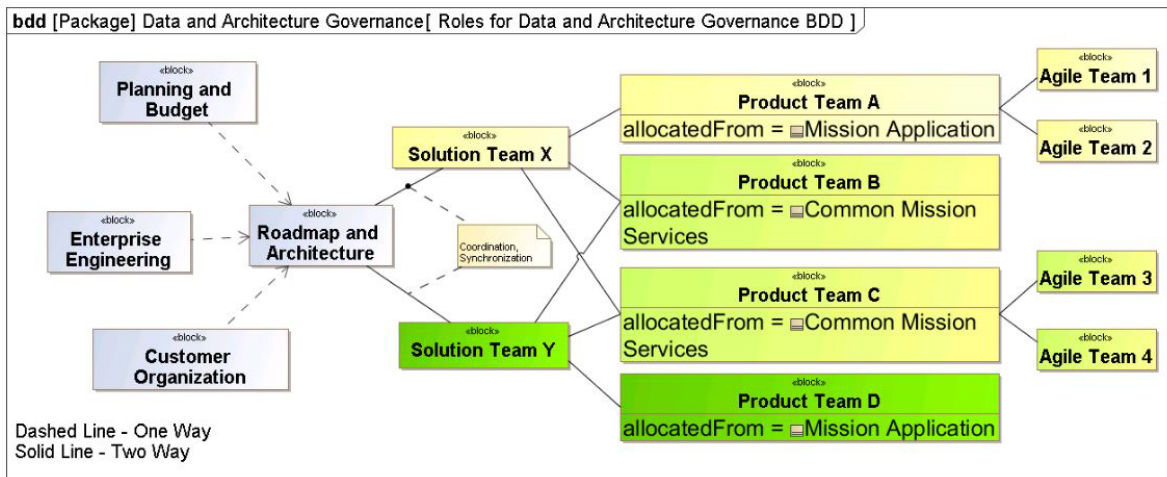 bdd [Package] Data and Architecture Governance[ Roles for Data and Architecture Governance BDD ]
«block»
Planning and
Budget
«block»
Enterprise
Engineering
«block»
Customer
Organization
«block»
Roadmap and
Architecture
«block»
Solution Team X
Coordination,
Synchronization
«block»
Solution Team Y
«block»
Product Team A
allocatedFrom = Mission Application
«block»
Product Team B
allocatedFrom = Common Mission
Services
«block»
Product Team C
allocatedFrom = Common Mission
Services
«block»
Product Team D
allocatedFrom = Mission Application
«block»
Agile Team 1
«block»
Agile Team 2
«block»
Agile Team 3
«block»
Agile Team 4
Dashed Line - One Way
Solid Line - Two Way